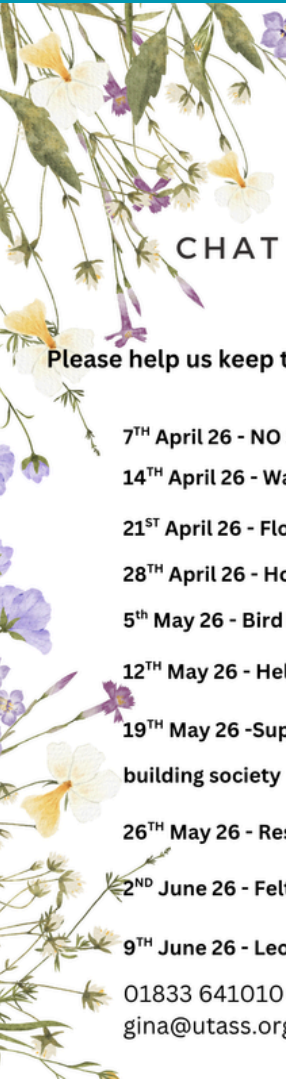 CHAT
Please help us keep t
7TH April 26 - NO
14TH April 26 - Wa
21ST April 26 - Flo
28TH April 26 - Ho
5th May 26 - Bird
12TH May 26 - Hel
19TH May 26 -Sup
building society
26TH May 26 - Res
2ND June 26 - Felt
9TH June 26 - Leo
01833 641010
gina@utass.org